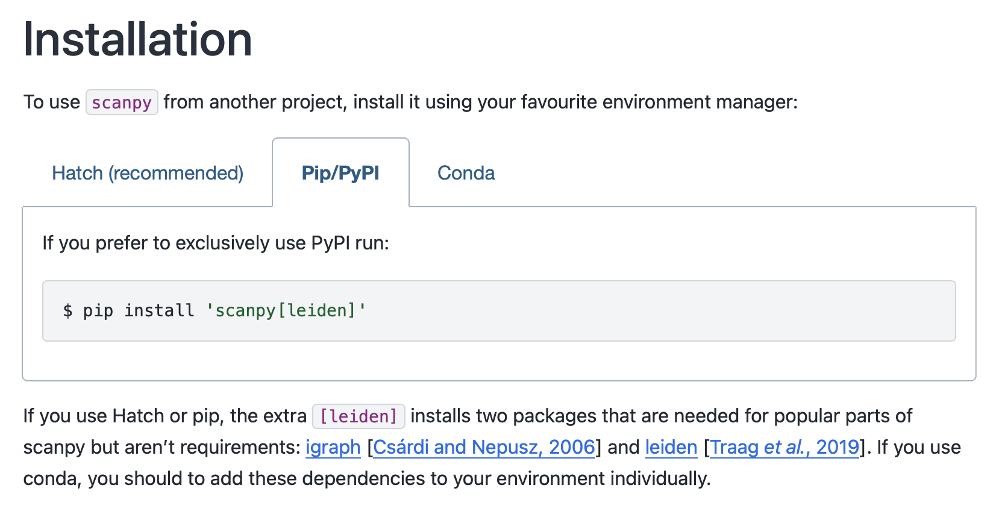 Installation
To use scanpy from another project, install it using your favourite environment manager:
Hatch (recommended) Pip/PyPI Conda
If you prefer to exclusively use PyPI run:
$ pip install 'scanpy[leiden]'
If you use Hatch or pip, the extra [leiden] installs two packages that are needed for popular parts of
scanpy but aren’t requirements: igraph [Csárdi and Nepusz, 2006] and leiden [Traag et al., 2019]. If you use
conda, you should to add these dependencies to your environment individually.